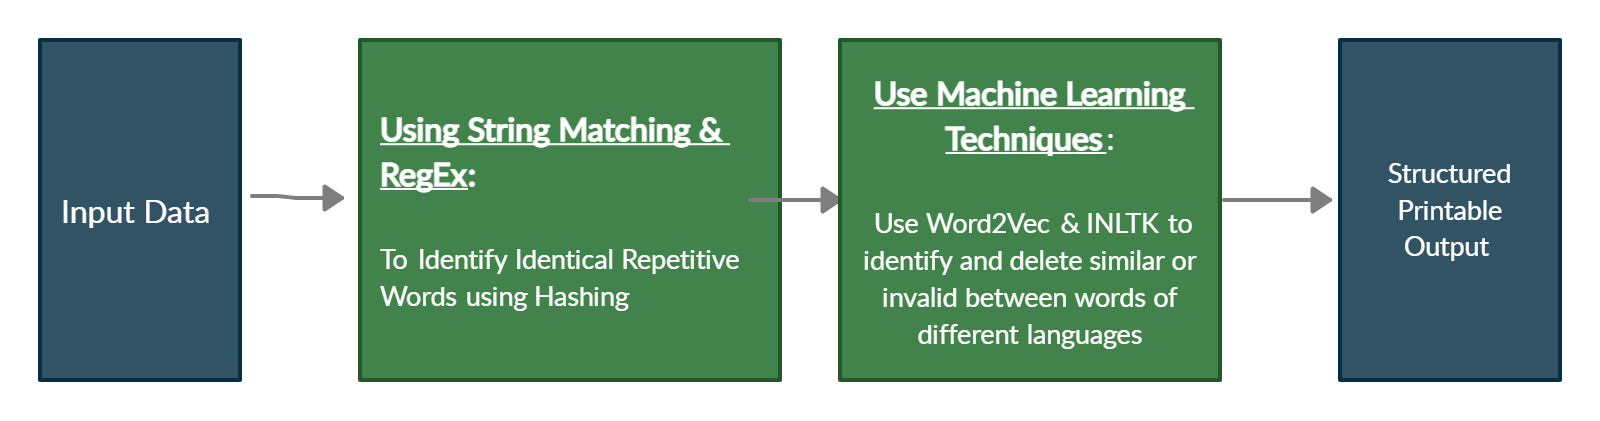 Input Data
Using String Matching &
RegEx:
To Identify Identical Repetitive
Words using Hashing
Use Machine Learning
Techniques:
Use Word2Vec & INLTK to
identify and delete similar or
invalid between words of
different languages
Structured
Printable
Output